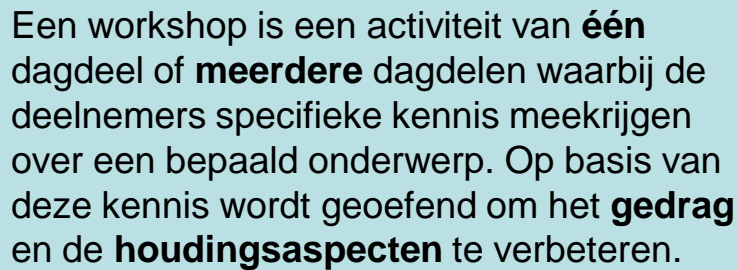 Een workshop is een activiteit van één
dagdeel of meerdere dagdelen waarbij de
deelnemers specifieke kennis meekrijgen
over een bepaald onderwerp. Op basis van
deze kennis wordt geoefend om het gedrag
en de houdingsaspecten te verbeteren.